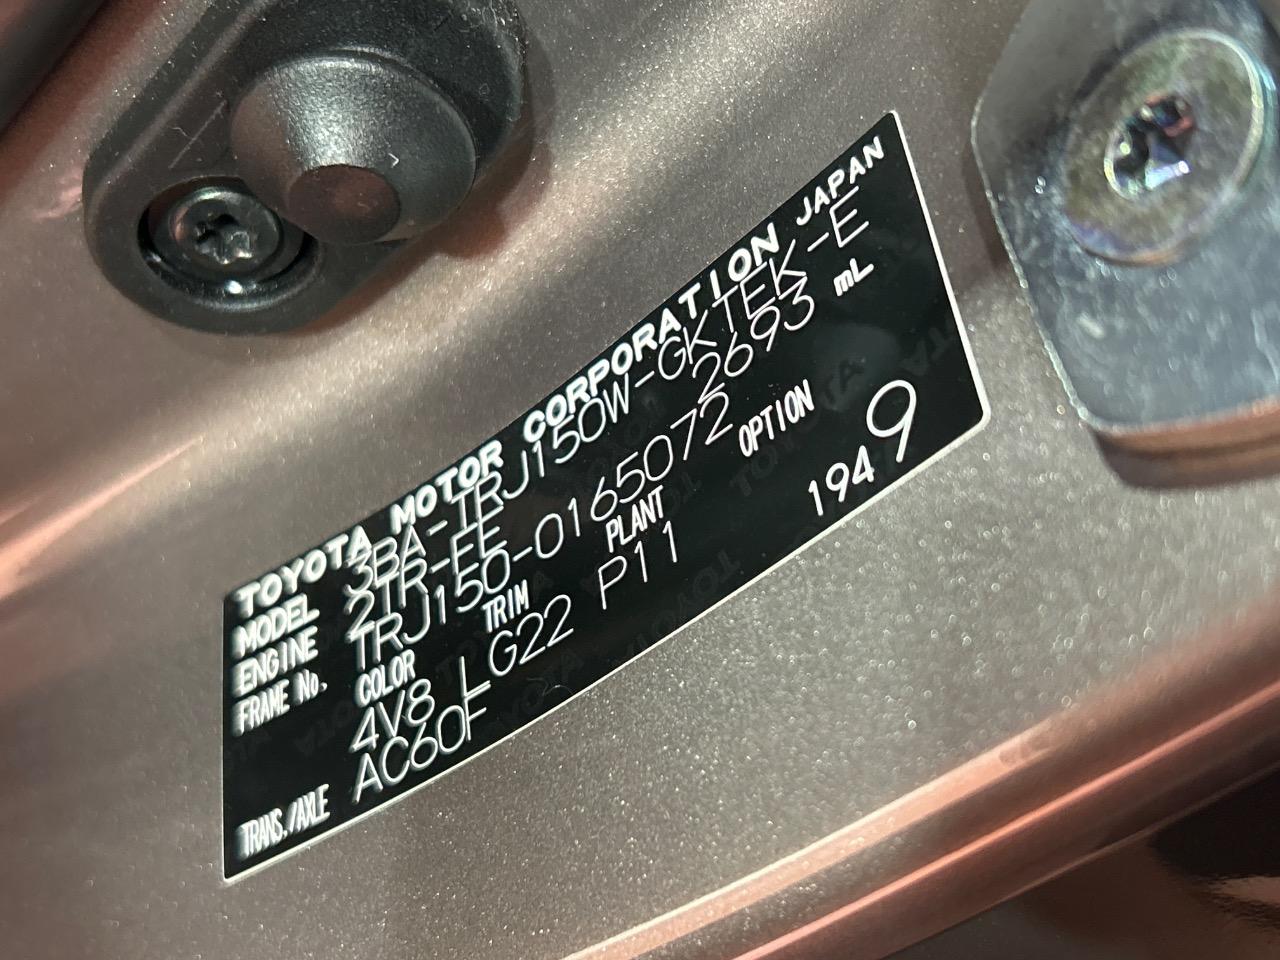 TOYOTA MOTOR CORPORATION JAPAN
MODEL 3BA-TRJ150W-GKTEK-E
ENGINE 2TR-FE 2693 mL
FRAME No. TRJ150-0165072
COLOR TRIM PLANT OPTION
4V8 LG22 P11 1949
TRANS./AXLE AC60F